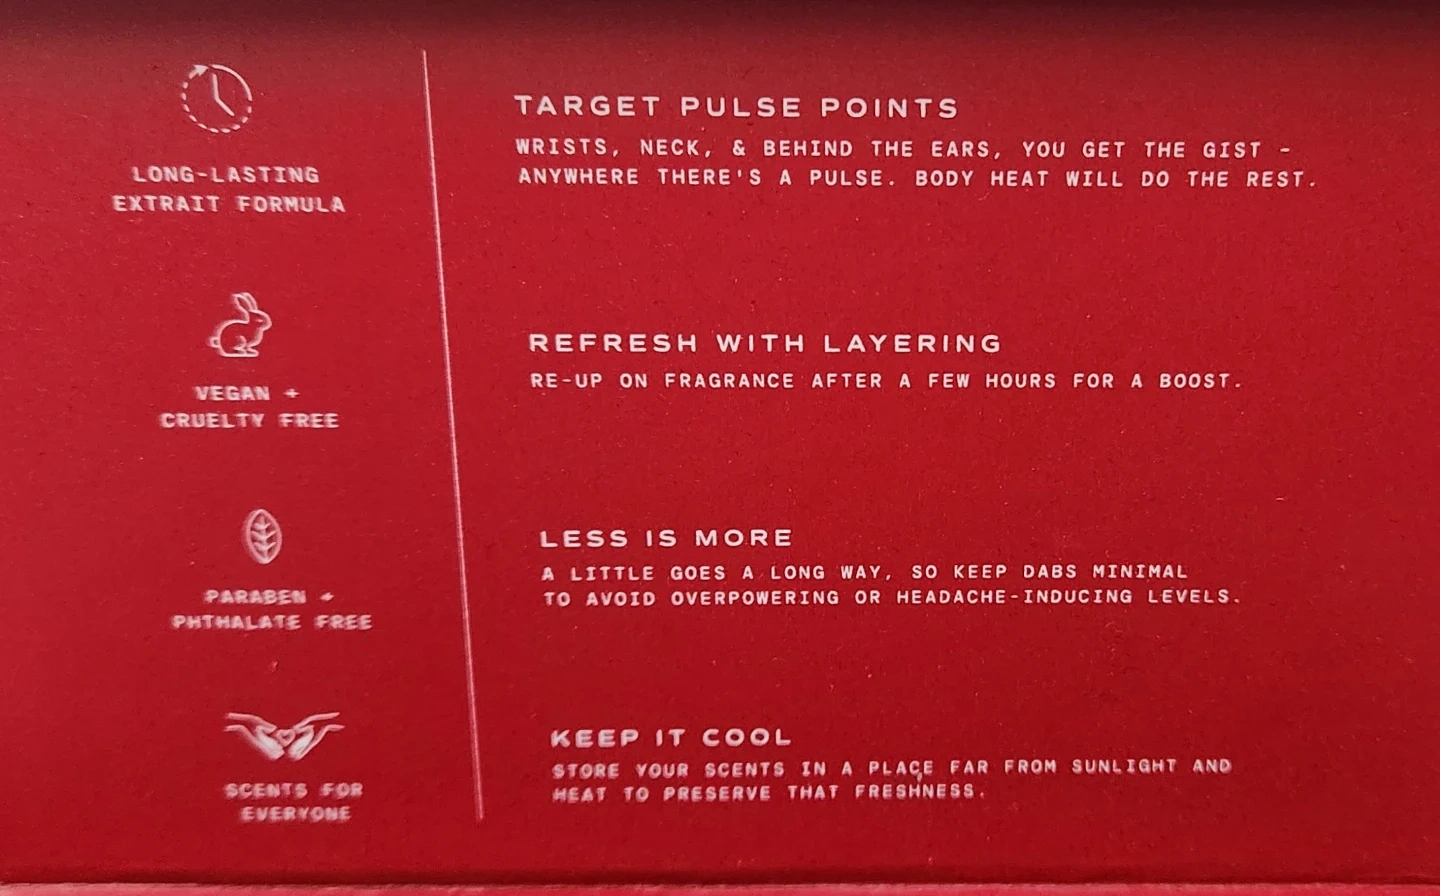 LONG-LASTING
EXTRAIT FORMULA
VEGAN +
CRUELTY FREE
PARABEN +
PHTHALATE FREE
SCENTS FOR
EVERYONE
TARGET PULSE POINTS
WRISTS, NECK, & BEHIND THE EARS, YOU GET THE GIST -
ANYWHERE THERE'S A PULSE. BODY HEAT WILL DO THE REST.
REFRESH WITH LAYERING
RE-UP ON FRAGRANCE AFTER A FEW HOURS FOR A BOOST.
LESS IS MORE
A LITTLE GOES A LONG WAY, SO KEEP DABS MINIMAL
TO AVOID OVERPOWERING OR HEADACHE-INDUCING LEVELS.
KEEP IT COOL
STORE YOUR SCENTS IN A PLACE FAR FROM SUNLIGHT AND
HEAT TO PRESERVE THAT FRESHNESS.